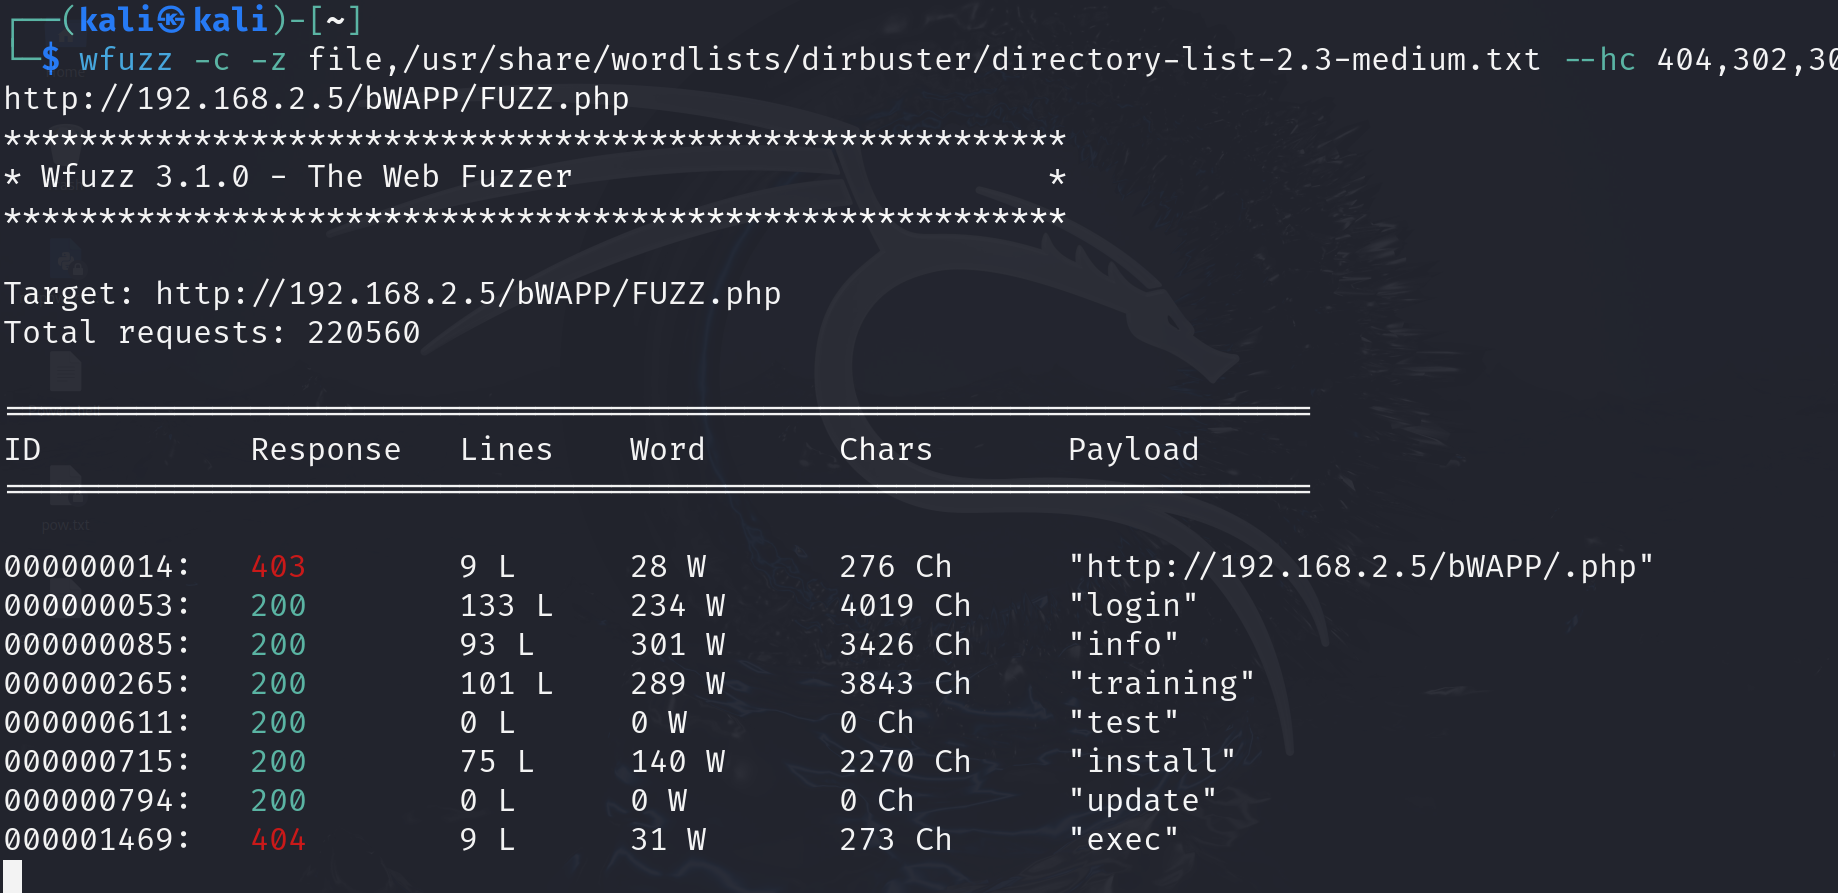 ┌──(kali㉿kali)-[~]
└─$ wfuzz -c -z file,/usr/share/wordlists/dirbuster/directory-list-2.3-medium.txt --hc 404,302,30
http://192.168.2.5/bWAPP/FUZZ.php
********************************************************
* Wfuzz 3.1.0 - The Web Fuzzer                         *
********************************************************
Target: http://192.168.2.5/bWAPP/FUZZ.php
Total requests: 220560
=====================================================================
ID           Response   Lines    Word       Chars       Payload
=====================================================================
pow.txt
000000014:   403        9 L      28 W       276 Ch      "http://192.168.2.5/bWAPP/.php"
000000053:   200        133 L    234 W      4019 Ch     "login"
000000085:   200        93 L     301 W      3426 Ch     "info"
000000265:   200        101 L    289 W      3843 Ch     "training"
000000611:   200        0 L      0 W        0 Ch        "test"
000000715:   200        75 L     140 W      2270 Ch     "install"
000000794:   200        0 L      0 W        0 Ch        "update"
000001469:   404        9 L      31 W       273 Ch      "exec"